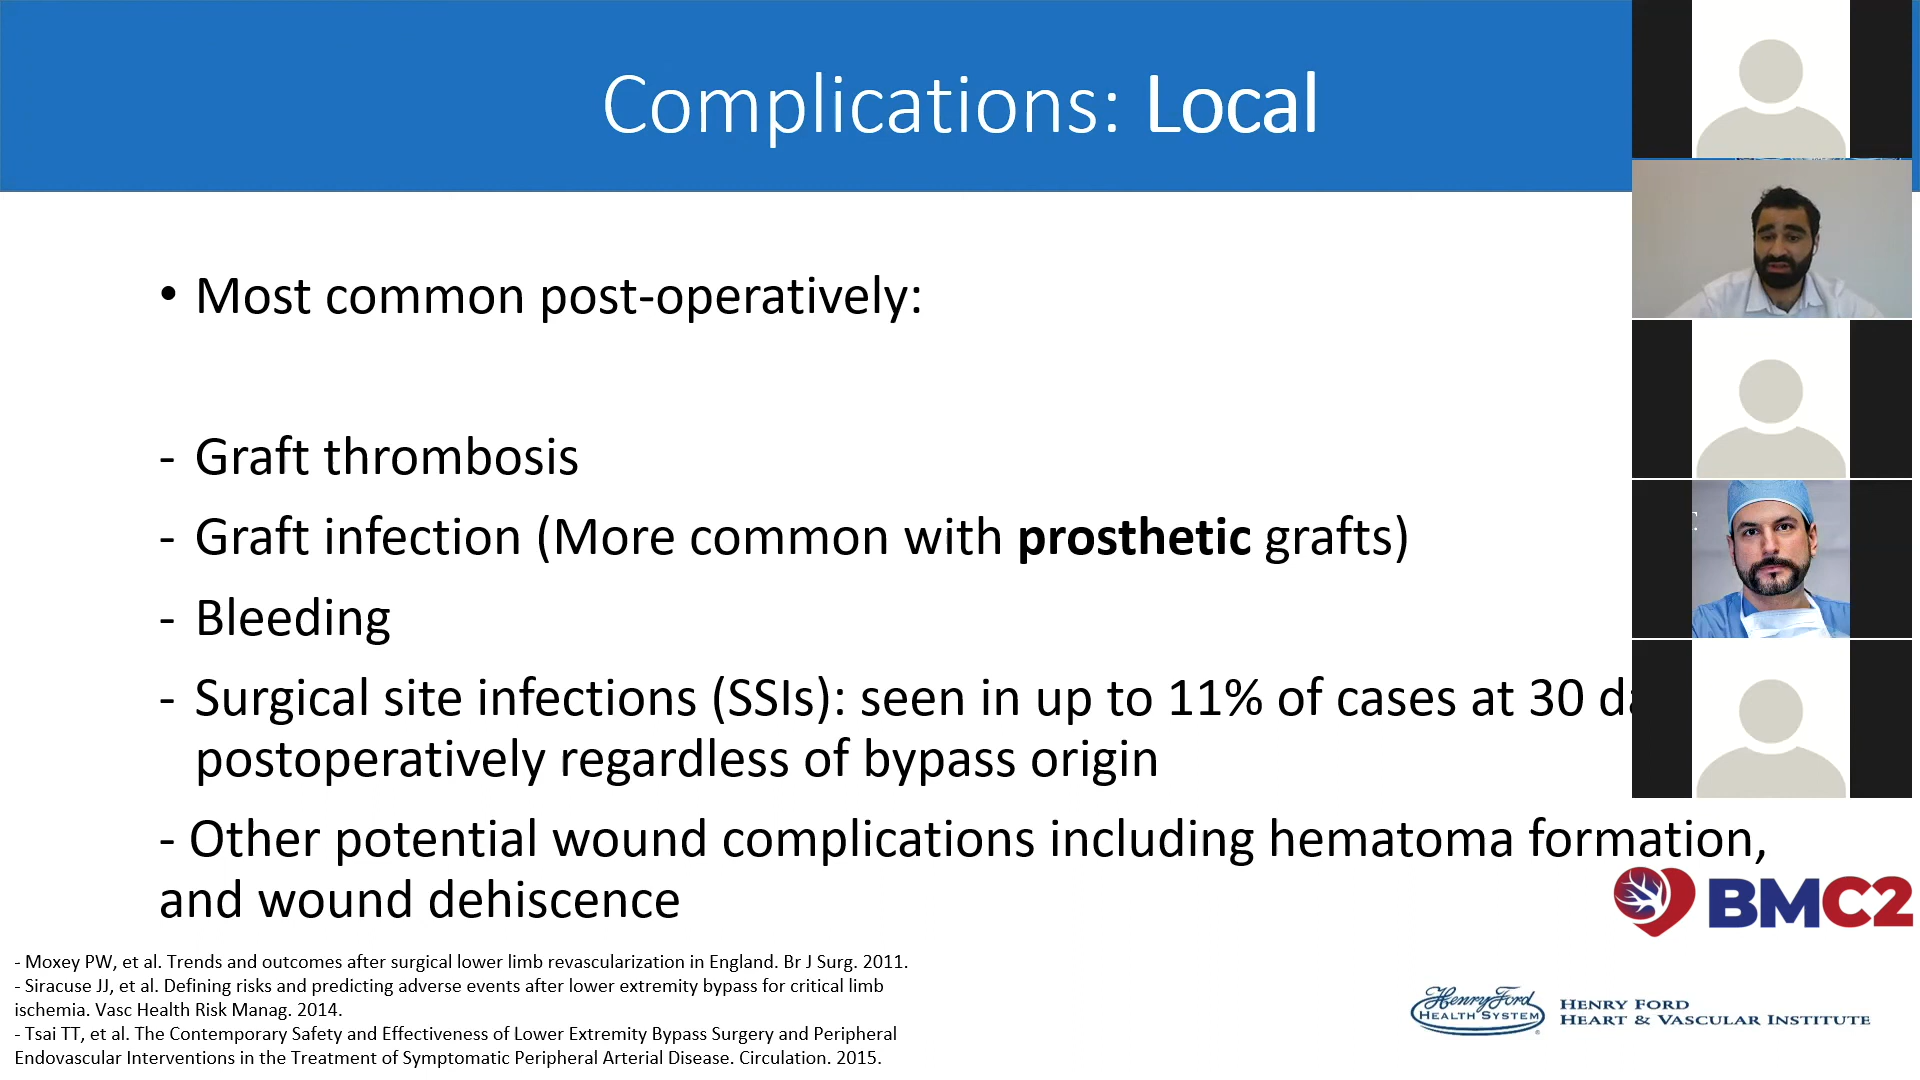 Complications: Local
• Most common post-operatively:
- Graft thrombosis
- Graft infection (More common with prosthetic grafts)
- Bleeding
- Surgical site infections (SSIs): seen in up to 11% of cases at 30
postoperatively regardless of bypass origin
- Other potential wound complications including hematoma formation,
and wound dehiscence
BMC2
- Moxey PW, et al. Trends and outcomes after surgical lower limb revascularization in England. Br J Surg. 2011.
- Siracuse JJ, et al. Defining risks and predicting adverse events after lower extremity bypass for critical limb
ischemia. Vasc Health Risk Manag. 2014.
- Tsai TT, et al. The Contemporary Safety and Effectiveness of Lower Extremity Bypass Surgery and Peripheral
Endovascular Interventions in the Treatment of Symptomatic Peripheral Arterial Disease. Circulation. 2015.
Henry Ford
HEALTH SYSTEM
HENRY FORD
HEART & VASCULAR INSTITUTE